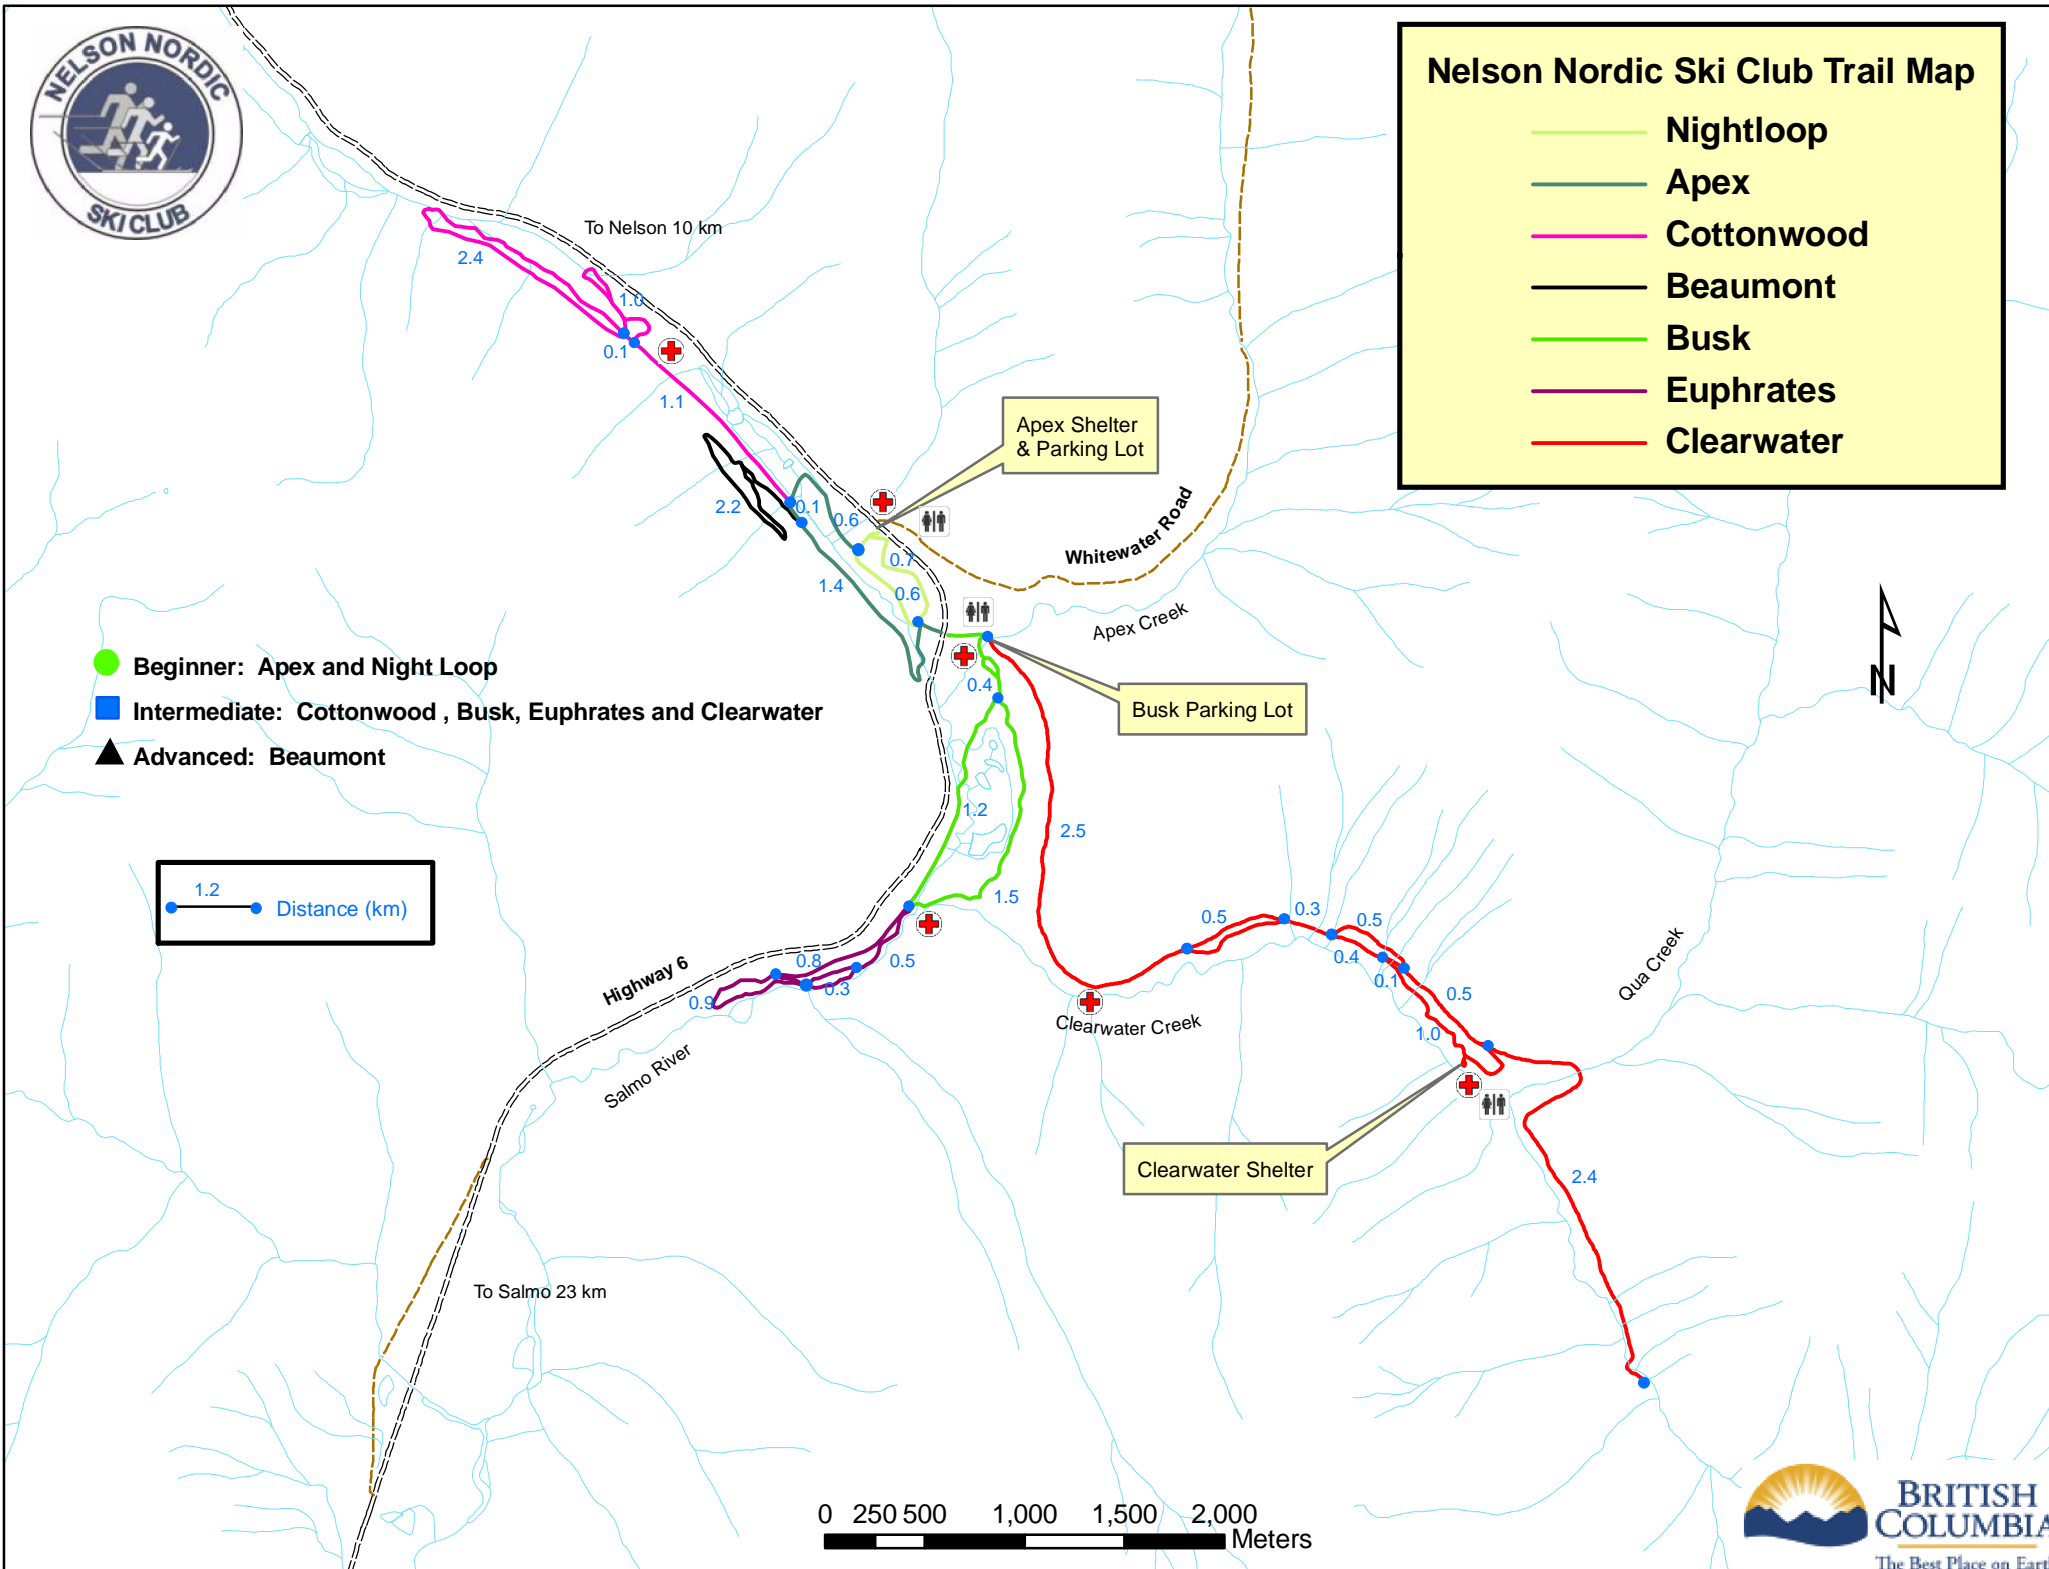 NELSON NORDIC
SKI CLUB
Nelson Nordic Ski Club Trail Map
Nightloop
Apex
Cottonwood
Beaumont
Busk
Euphrates
Clearwater
To Nelson 10 km
2.4
1.0
0.1
1.1
Apex Shelter
& Parking Lot
2.2
0.1
0.6
0.7
Whitewater Road
1.4
0.6
Apex Creek
Beginner: Apex and Night Loop
Intermediate: Cottonwood , Busk, Euphrates and Clearwater
Advanced: Beaumont
N
0.4
Busk Parking Lot
1.2
2.5
1.2
Distance (km)
1.5
0.5
0.3
0.5
0.4
0.1
0.5
1.0
Qua Creek
0.8
0.5
0.3
0.9
Highway 6
Clearwater Creek
Salmo River
Clearwater Shelter
2.4
To Salmo 23 km
0 250 500 1,000 1,500 2,000
Meters
BRITISH
COLUMBIA
The Best Place on Earth